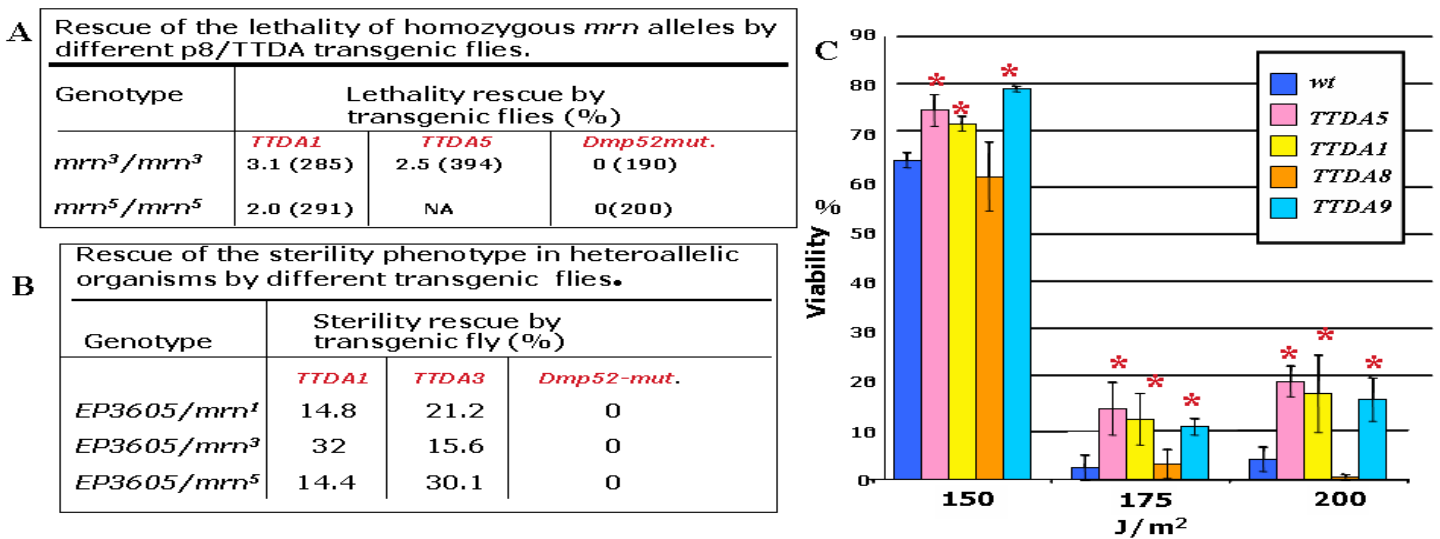 A
Rescue of the lethality of homozygous mrn alleles by
different p8/TTDA transgenic flies.
Genotype
Lethality rescue by
transgenic flies (%)
TTDA1 TTDA5 Dmp52mut.
mrn³/mrn³ 3.1 (285) 2.5 (394) 0 (190)
mrn⁵/mrn⁵ 2.0 (291) NA 0(200)
B
Rescue of the sterility phenotype in heteroallelic
organisms by different transgenic flies.
Genotype
Sterility rescue by
transgenic fly (%)
TTDA1 TTDA3 Dmp52-mut.
EP3605/mrn¹ 14.8 21.2 0
EP3605/mrn³ 32 15.6 0
EP3605/mrn⁵ 14.4 30.1 0
C
Viability %
90
80
70
60
50
40
30
20
10
0
* * *
* * *
* * *
wt
TTDA5
TTDA1
TTDA8
TTDA9
150 175 200
J/m²